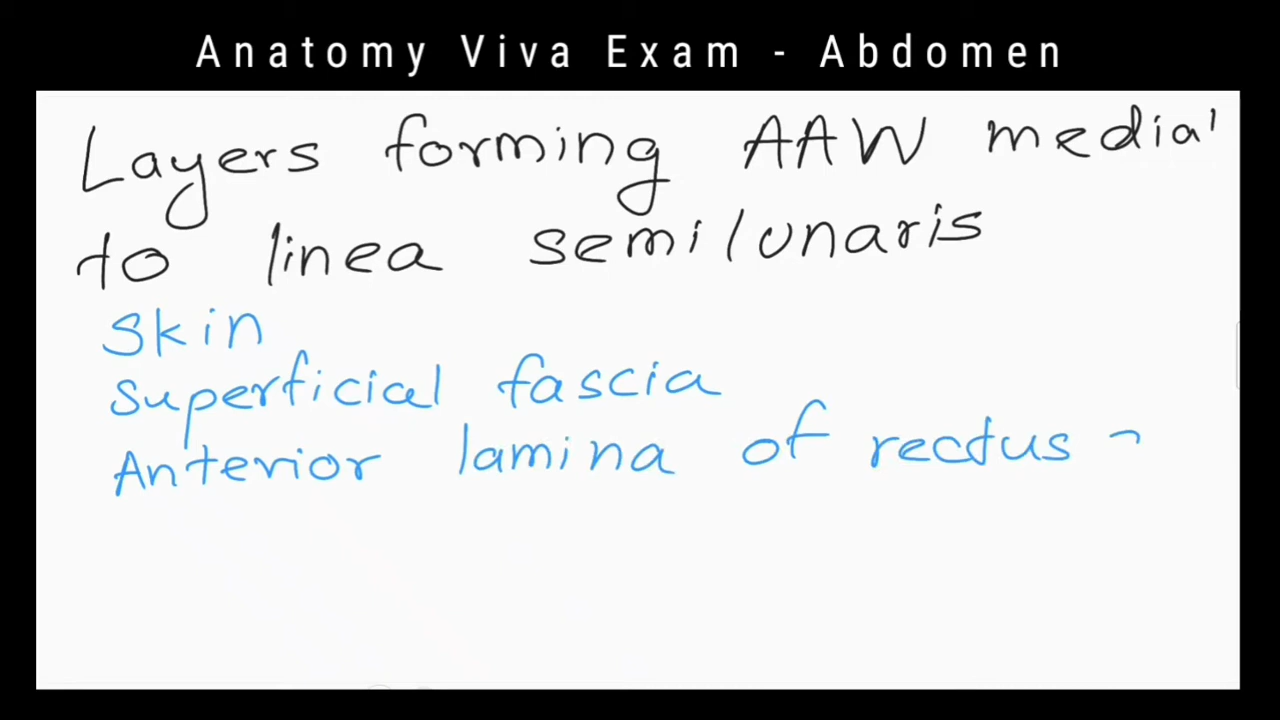 Anatomy Viva Exam - Abdomen
Layers forming AAW medial
to linea semilunaris
Skin
Superficial fascia
Anterior lamina of rectus